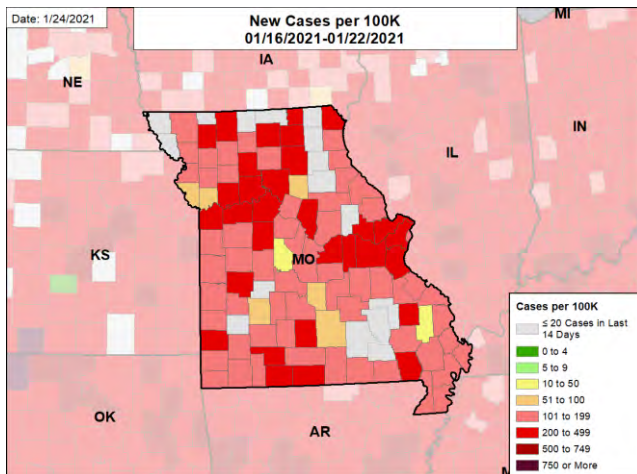 Date: 1/24/2021
New Cases per 100K
01/16/2021-01/22/2021
MI
NE
IA
IL
IN
KS
MO
OK
AR
Cases per 100K
≤ 20 Cases in Last
14 Days
0 to 4
5 to 9
10 to 50
51 to 100
101 to 199
200 to 499
500 to 749
750 or More